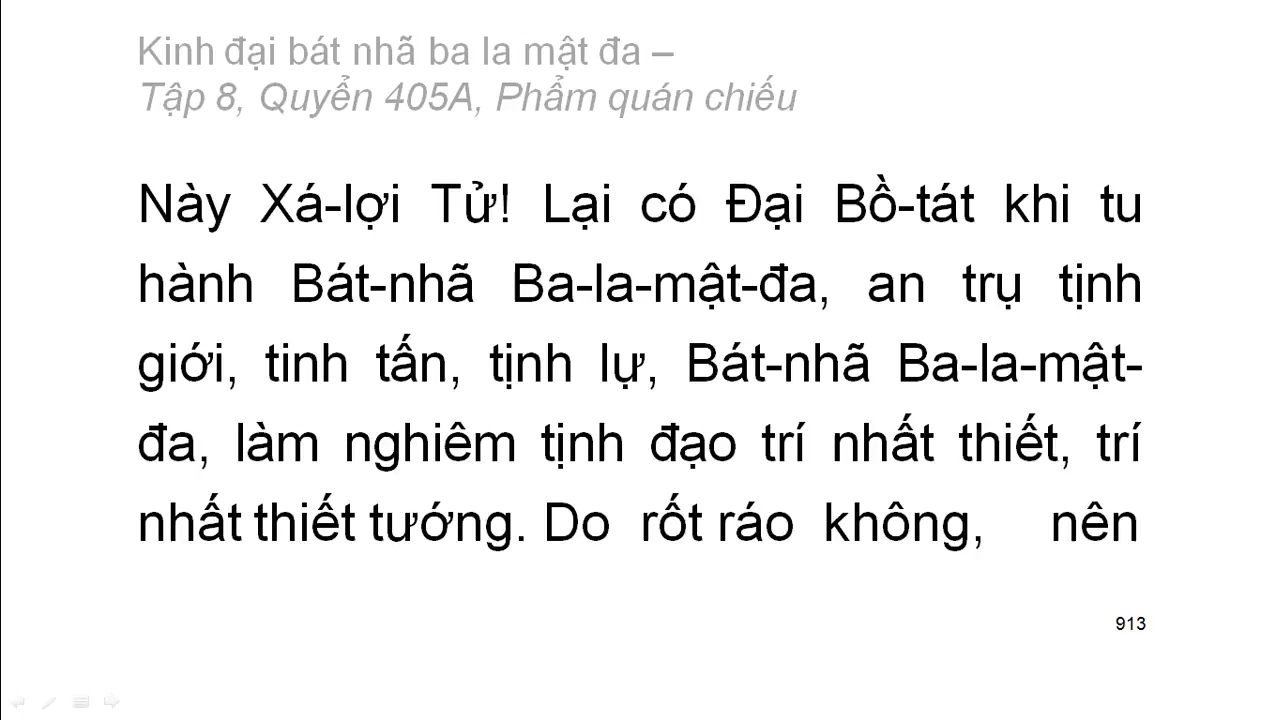 Kinh đại bát nhã ba la mật đa –
Tập 8, Quyển 405A, Phẩm quán chiếu
Này Xá-lợi Tử! Lại có Đại Bồ-tát khi tu
hành Bát-nhã Ba-la-mật-đa, an trụ tịnh
giới, tinh tấn, tịnh lự, Bát-nhã Ba-la-mật-
đa, làm nghiêm tịnh đạo trí nhất thiết, trí
nhất thiết tướng. Do rốt ráo không, nên
913